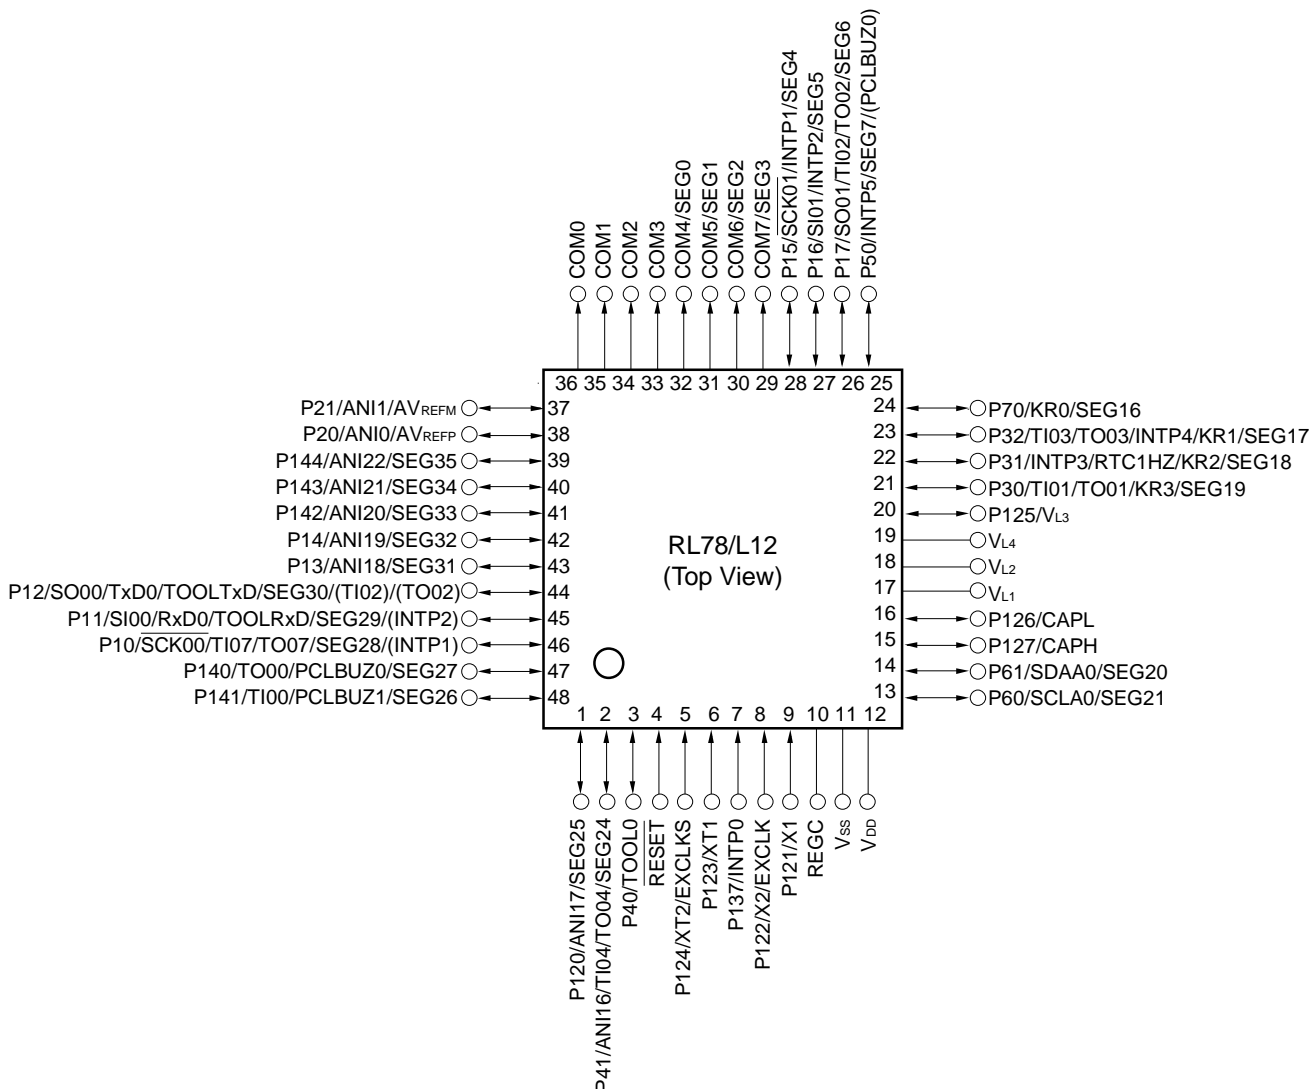 COM0
COM1
COM2
COM3
COM4/SEG0
COM5/SEG1
COM6/SEG2
COM7/SEG3
P15/SCK01/INTP1/SEG4
P16/SI01/INTP2/SEG5
P17/SO01/TI02/TO02/SEG6
P50/INTP5/SEG7/(PCLBUZ0)
36 35 34 33 32 31 30 29 28 27 26 25
P21/ANI1/AVREFM 37
P20/ANI0/AVREFP 38
P144/ANI22/SEG35 39
P143/ANI21/SEG34 40
P142/ANI20/SEG33 41
P14/ANI19/SEG32 42
P13/ANI18/SEG31 43
P12/SO00/TxD0/TOOLTxD/SEG30/(TI02)/(TO02) 44
P11/SI00/RxD0/TOOLRxD/SEG29/(INTP2) 45
P10/SCK00/TI07/TO07/SEG28/(INTP1) 46
P140/TO00/PCLBUZ0/SEG27 47
P141/TI00/PCLBUZ1/SEG26 48
RL78/L12
(Top View)
24 P70/KR0/SEG16
23 P32/TI03/TO03/INTP4/KR1/SEG17
22 P31/INTP3/RTC1HZ/KR2/SEG18
21 P30/TI01/TO01/KR3/SEG19
20 P125/VL3
19 VL4
18 VL2
17 VL1
16 P126/CAPL
15 P127/CAPH
14 P61/SDAA0/SEG20
13 P60/SCLA0/SEG21
1 2 3 4 5 6 7 8 9 10 11 12
P120/ANI17/SEG25
P41/ANI16/TI04/TO04/SEG24
P40/TOOL0
RESET
P124/XT2/EXCLKS
P123/XT1
P137/INTP0
P122/X2/EXCLK
P121/X1
REGC
VSS
VDD